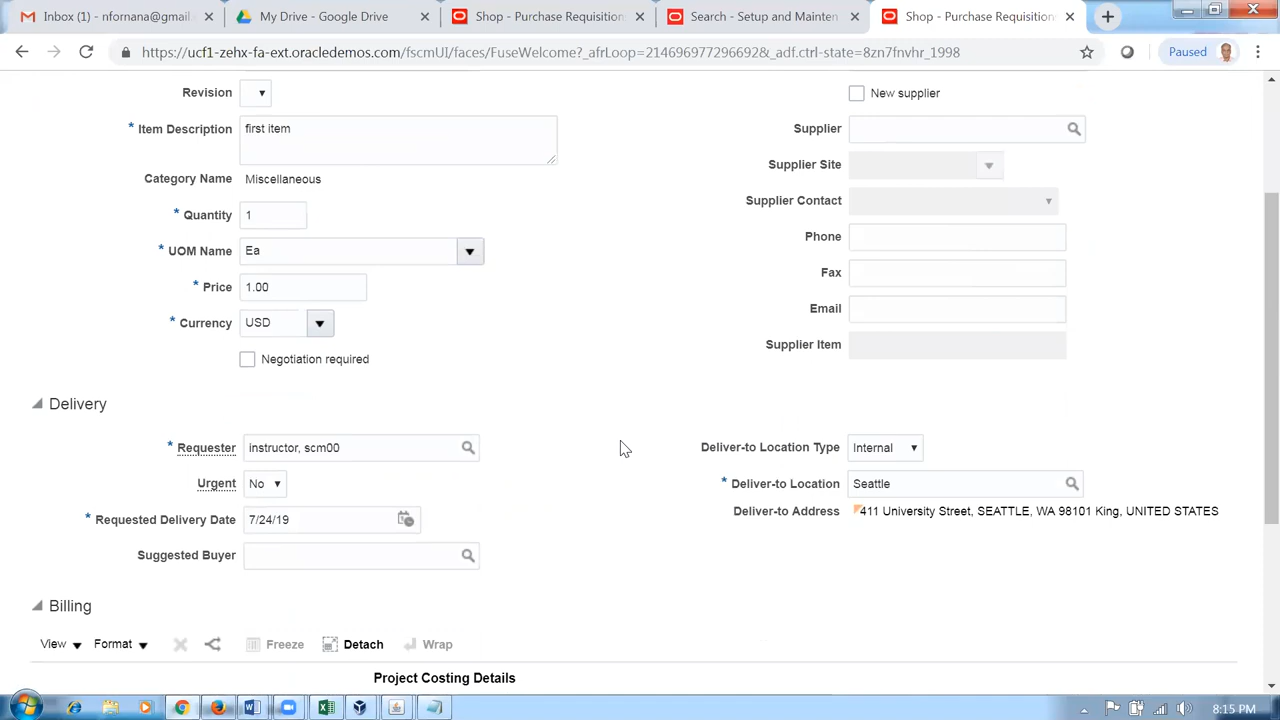 Inbox (1) - nfornana@gmail
My Drive - Google Drive
Shop - Purchase Requisition
Search - Setup and Mainten
Shop - Purchase Requisitions
https://ucf1-zehx-fa-ext.oracledemos.com/fscmUI/faces/FuseWelcome?_afrLoop=214696977296692&_adf.ctrl-state=8zn7fnvhr_1998
Paused
Revision
New supplier
* Item Description first item
Supplier
Supplier Site
Category Name Miscellaneous
Supplier Contact
* Quantity 1
Phone
* UOM Name Ea
Fax
* Price 1.00
Email
* Currency USD
Supplier Item
Negotiation required
Delivery
* Requester instructor, scm00
Deliver-to Location Type Internal
Urgent No
* Deliver-to Location Seattle
* Requested Delivery Date 7/24/19
Deliver-to Address 411 University Street, SEATTLE, WA 98101 King, UNITED STATES
Suggested Buyer
Billing
View Format Freeze Detach Wrap
Project Costing Details
8:15 PM